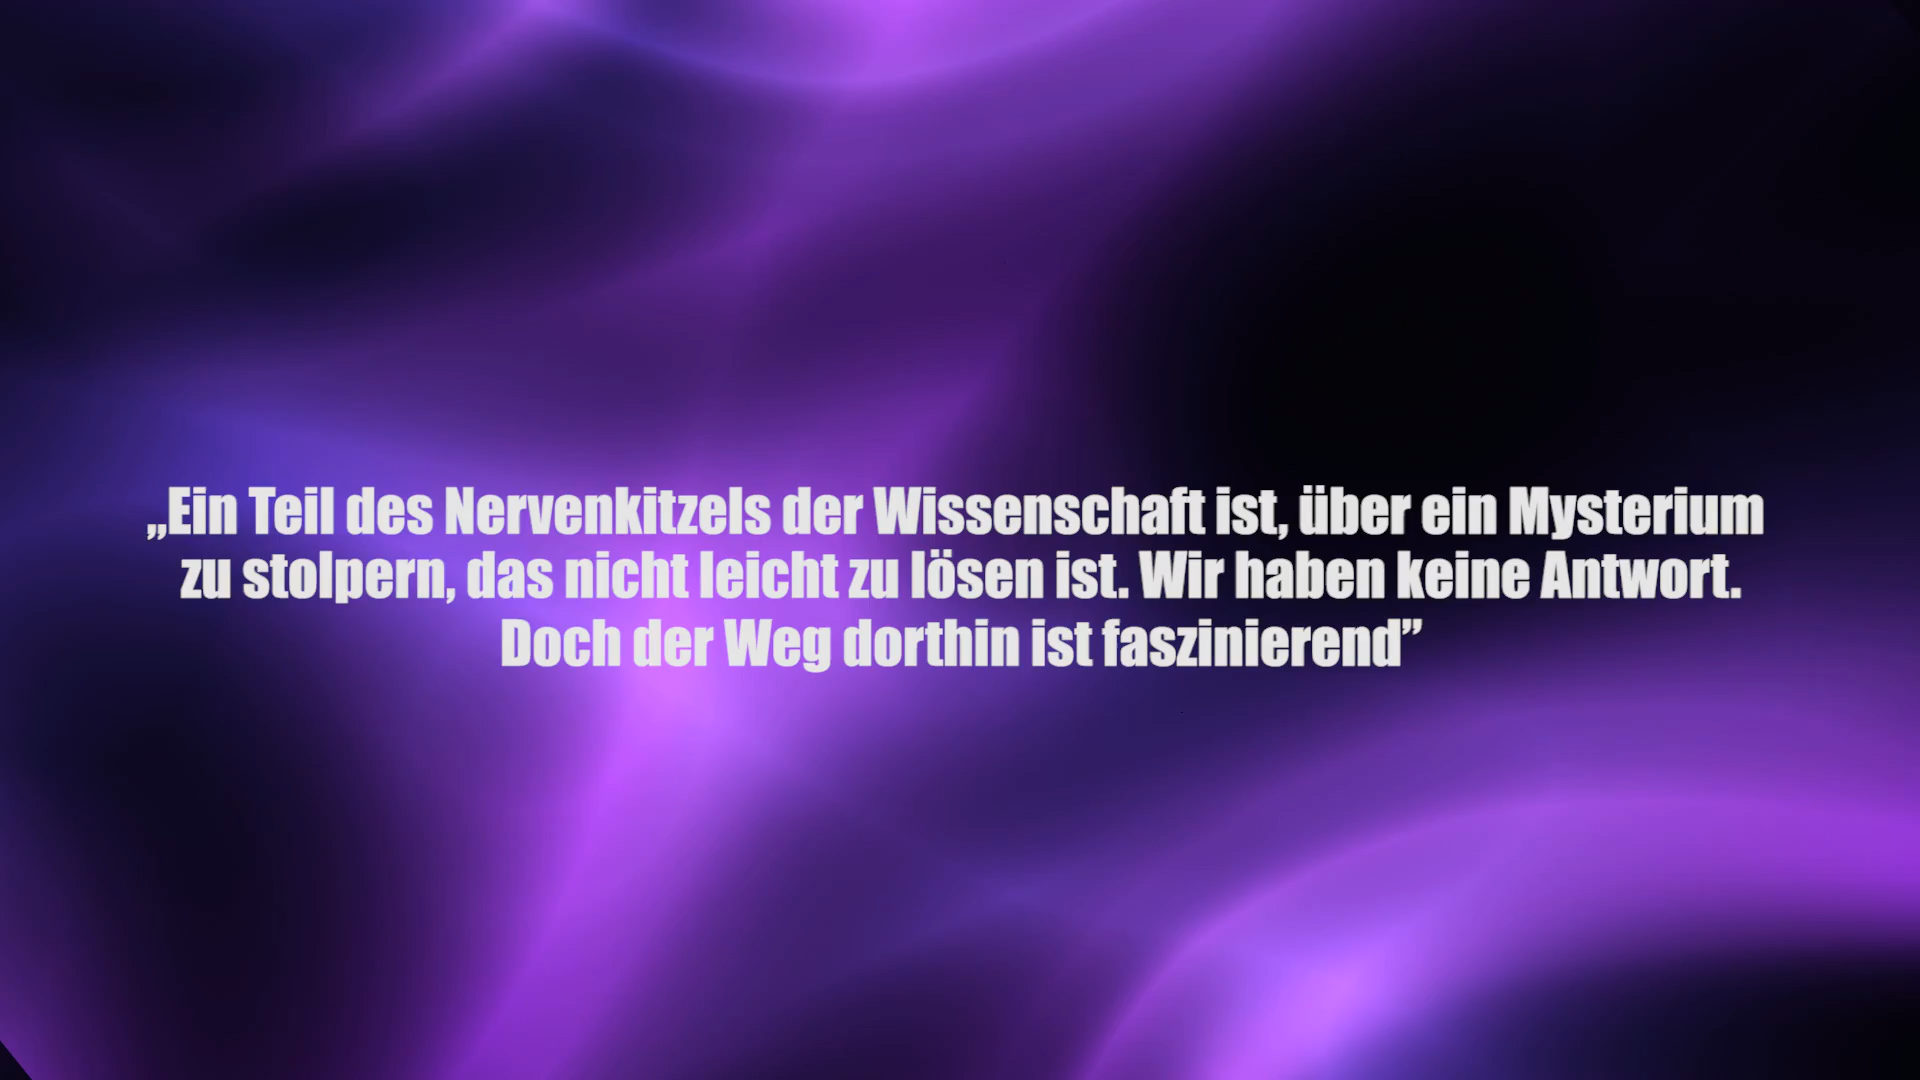 „Ein Teil des Nervenkitzels der Wissenschaft ist, über ein Mysterium
zu stolpern, das nicht leicht zu lösen ist. Wir haben keine Antwort.
Doch der Weg dorthin ist faszinierend”